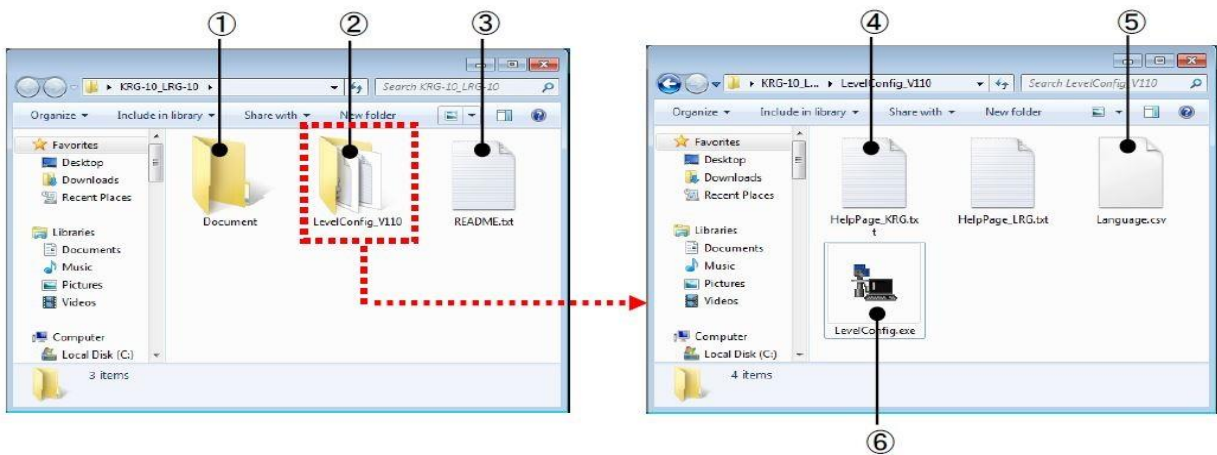 ① ② ③
KRG-10_LRG-10
Search KRG-10_LRG-10
Organize Include in library Share with New folder
Favorites
Desktop
Downloads
Recent Places
Libraries
Documents
Music
Pictures
Videos
Computer
Local Disk (C:)
Document
LevelConfig_V110
README.txt
3 items
④ ⑤
KRG-10_L... LevelConfig_V110
Search LevelConfig_V110
Organize Include in library Share with New folder
Favorites
Desktop
Downloads
Recent Places
Libraries
Documents
Music
Pictures
Videos
Computer
Local Disk (C:)
HelpPage_KRG.tx
t
HelpPage_LRG.txt
Language.csv
LevelConfig.exe
4 items
⑥